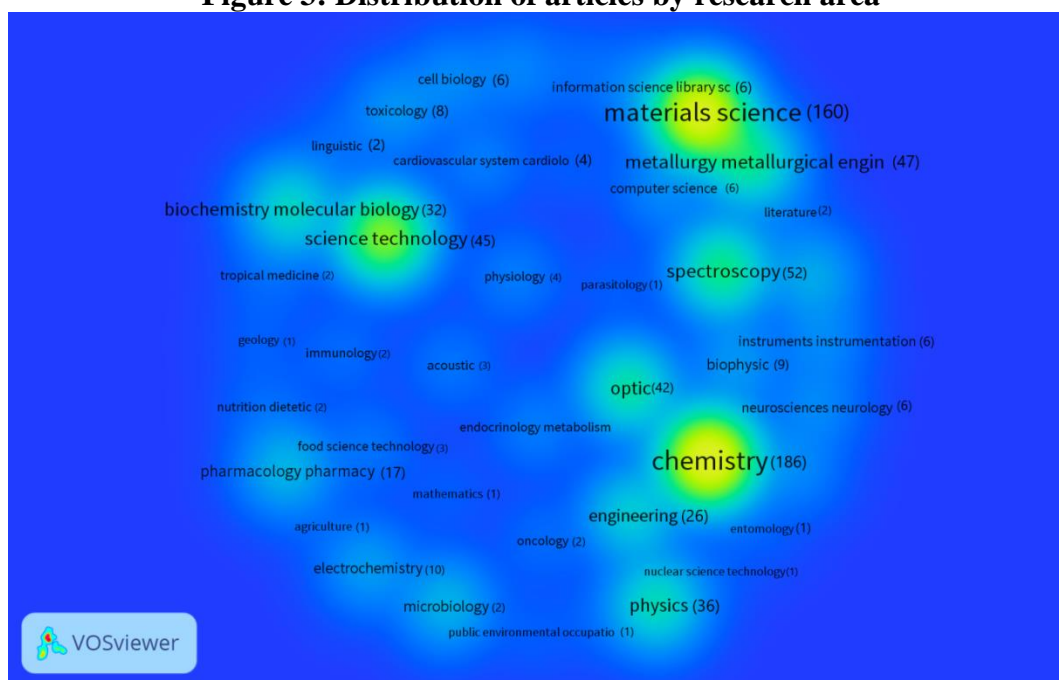 Figure 3: Distribution of articles by research area
cell biology (6)
information science library sc (6)
materials science (160)
toxicology (8)
linguistic (2)
cardiovascular system cardiolo (4)
metallurgy metallurgical engin (47)
computer science (6)
biochemistry molecular biology (32)
literature (2)
science technology (45)
tropical medicine (2)
physiology (4)
parasitology (1)
spectroscopy (52)
geology (1)
immunology (2)
acoustic (3)
instruments instrumentation (6)
biophysic (9)
optic (42)
nutrition dietetic (2)
neurosciences neurology (6)
endocrinology metabolism
food science technology (3)
pharmacology pharmacy (17)
chemistry (186)
mathematics (1)
agriculture (1)
engineering (26)
entomology (1)
oncology (2)
electrochemistry (10)
nuclear science technology (1)
microbiology (2)
physics (36)
public environmental occupatio (1)
VOSviewer